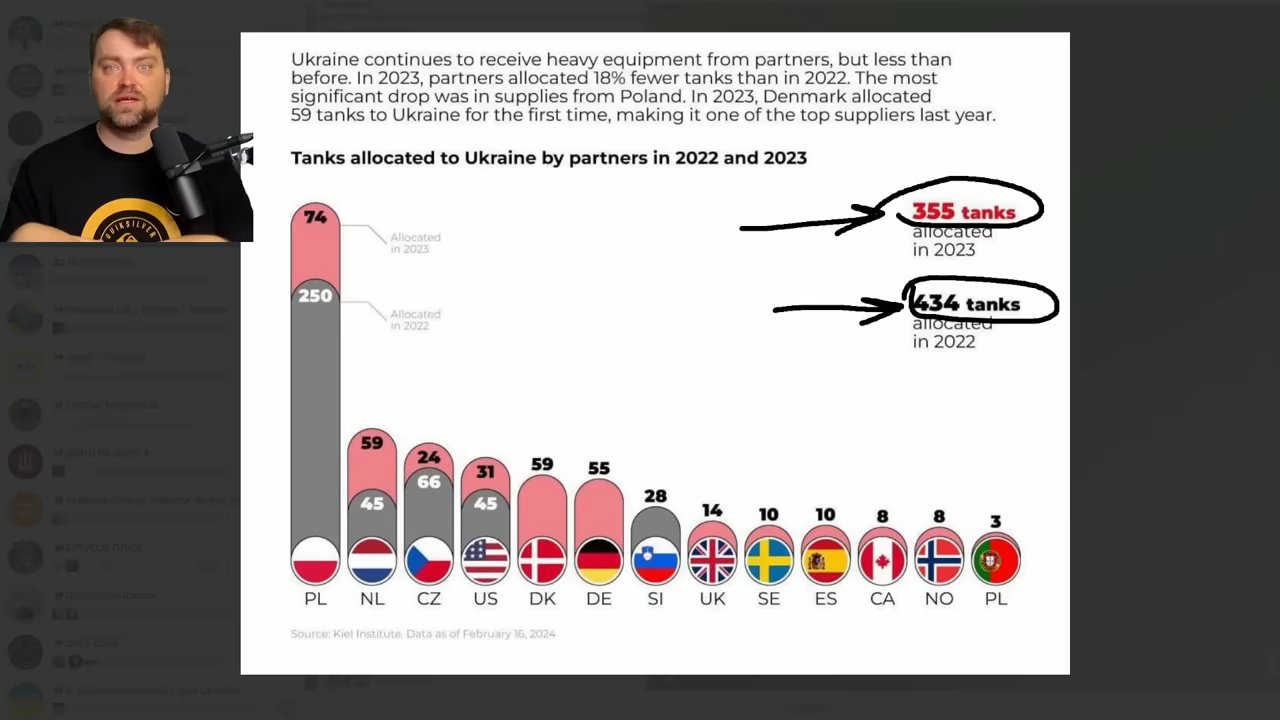 Ukraine continues to receive heavy equipment from partners, but less than
before. In 2023, partners allocated 18% fewer tanks than in 2022. The most
significant drop was in supplies from Poland. In 2023, Denmark allocated
59 tanks to Ukraine for the first time, making it one of the top suppliers last year.
Tanks allocated to Ukraine by partners in 2022 and 2023
355 tanks
allocated
in 2023
434 tanks
allocated
in 2022
74
Allocated
in 2023
250
Allocated
in 2022
59
45
24
66
31
45
59
55
28
14
10
10
8
8
3
PL NL CZ US DK DE SI UK SE ES CA NO PL
Source: Kiel Institute. Data as of February 16, 2024
QUIKSILVER